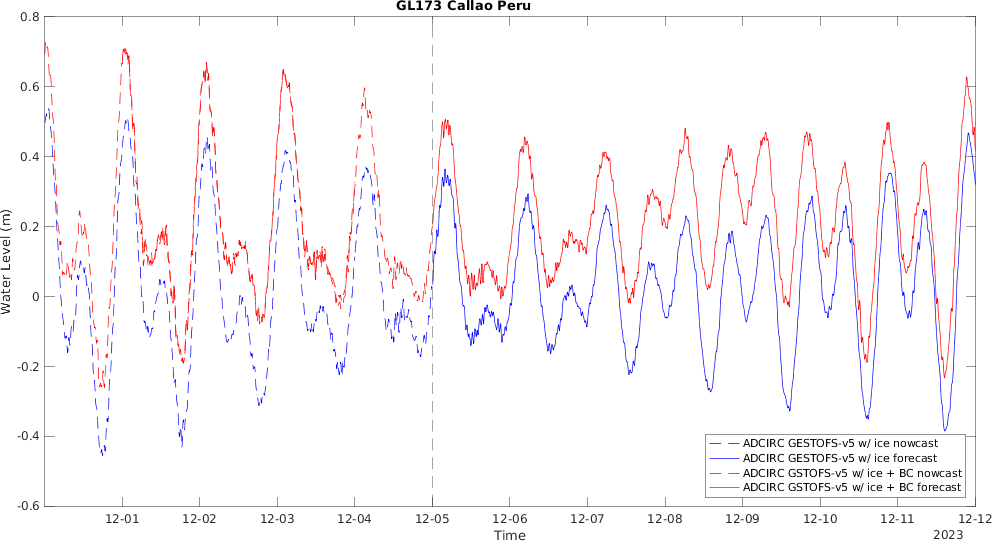 GL173 Callao Peru
0.8
0.6
0.4
0.2
0
-0.2
-0.4
-0.6
Water Level (m)
12-01 12-02 12-03 12-04 12-05 12-06 12-07 12-08 12-09 12-10 12-11 12-12
Time
2023
ADCIRC GESTOFS-v5 w/ ice nowcast
ADCIRC GESTOFS-v5 w/ ice forecast
ADCIRC GSTOFS-v5 w/ ice + BC nowcast
ADCIRC GSTOFS-v5 w/ ice + BC forecast